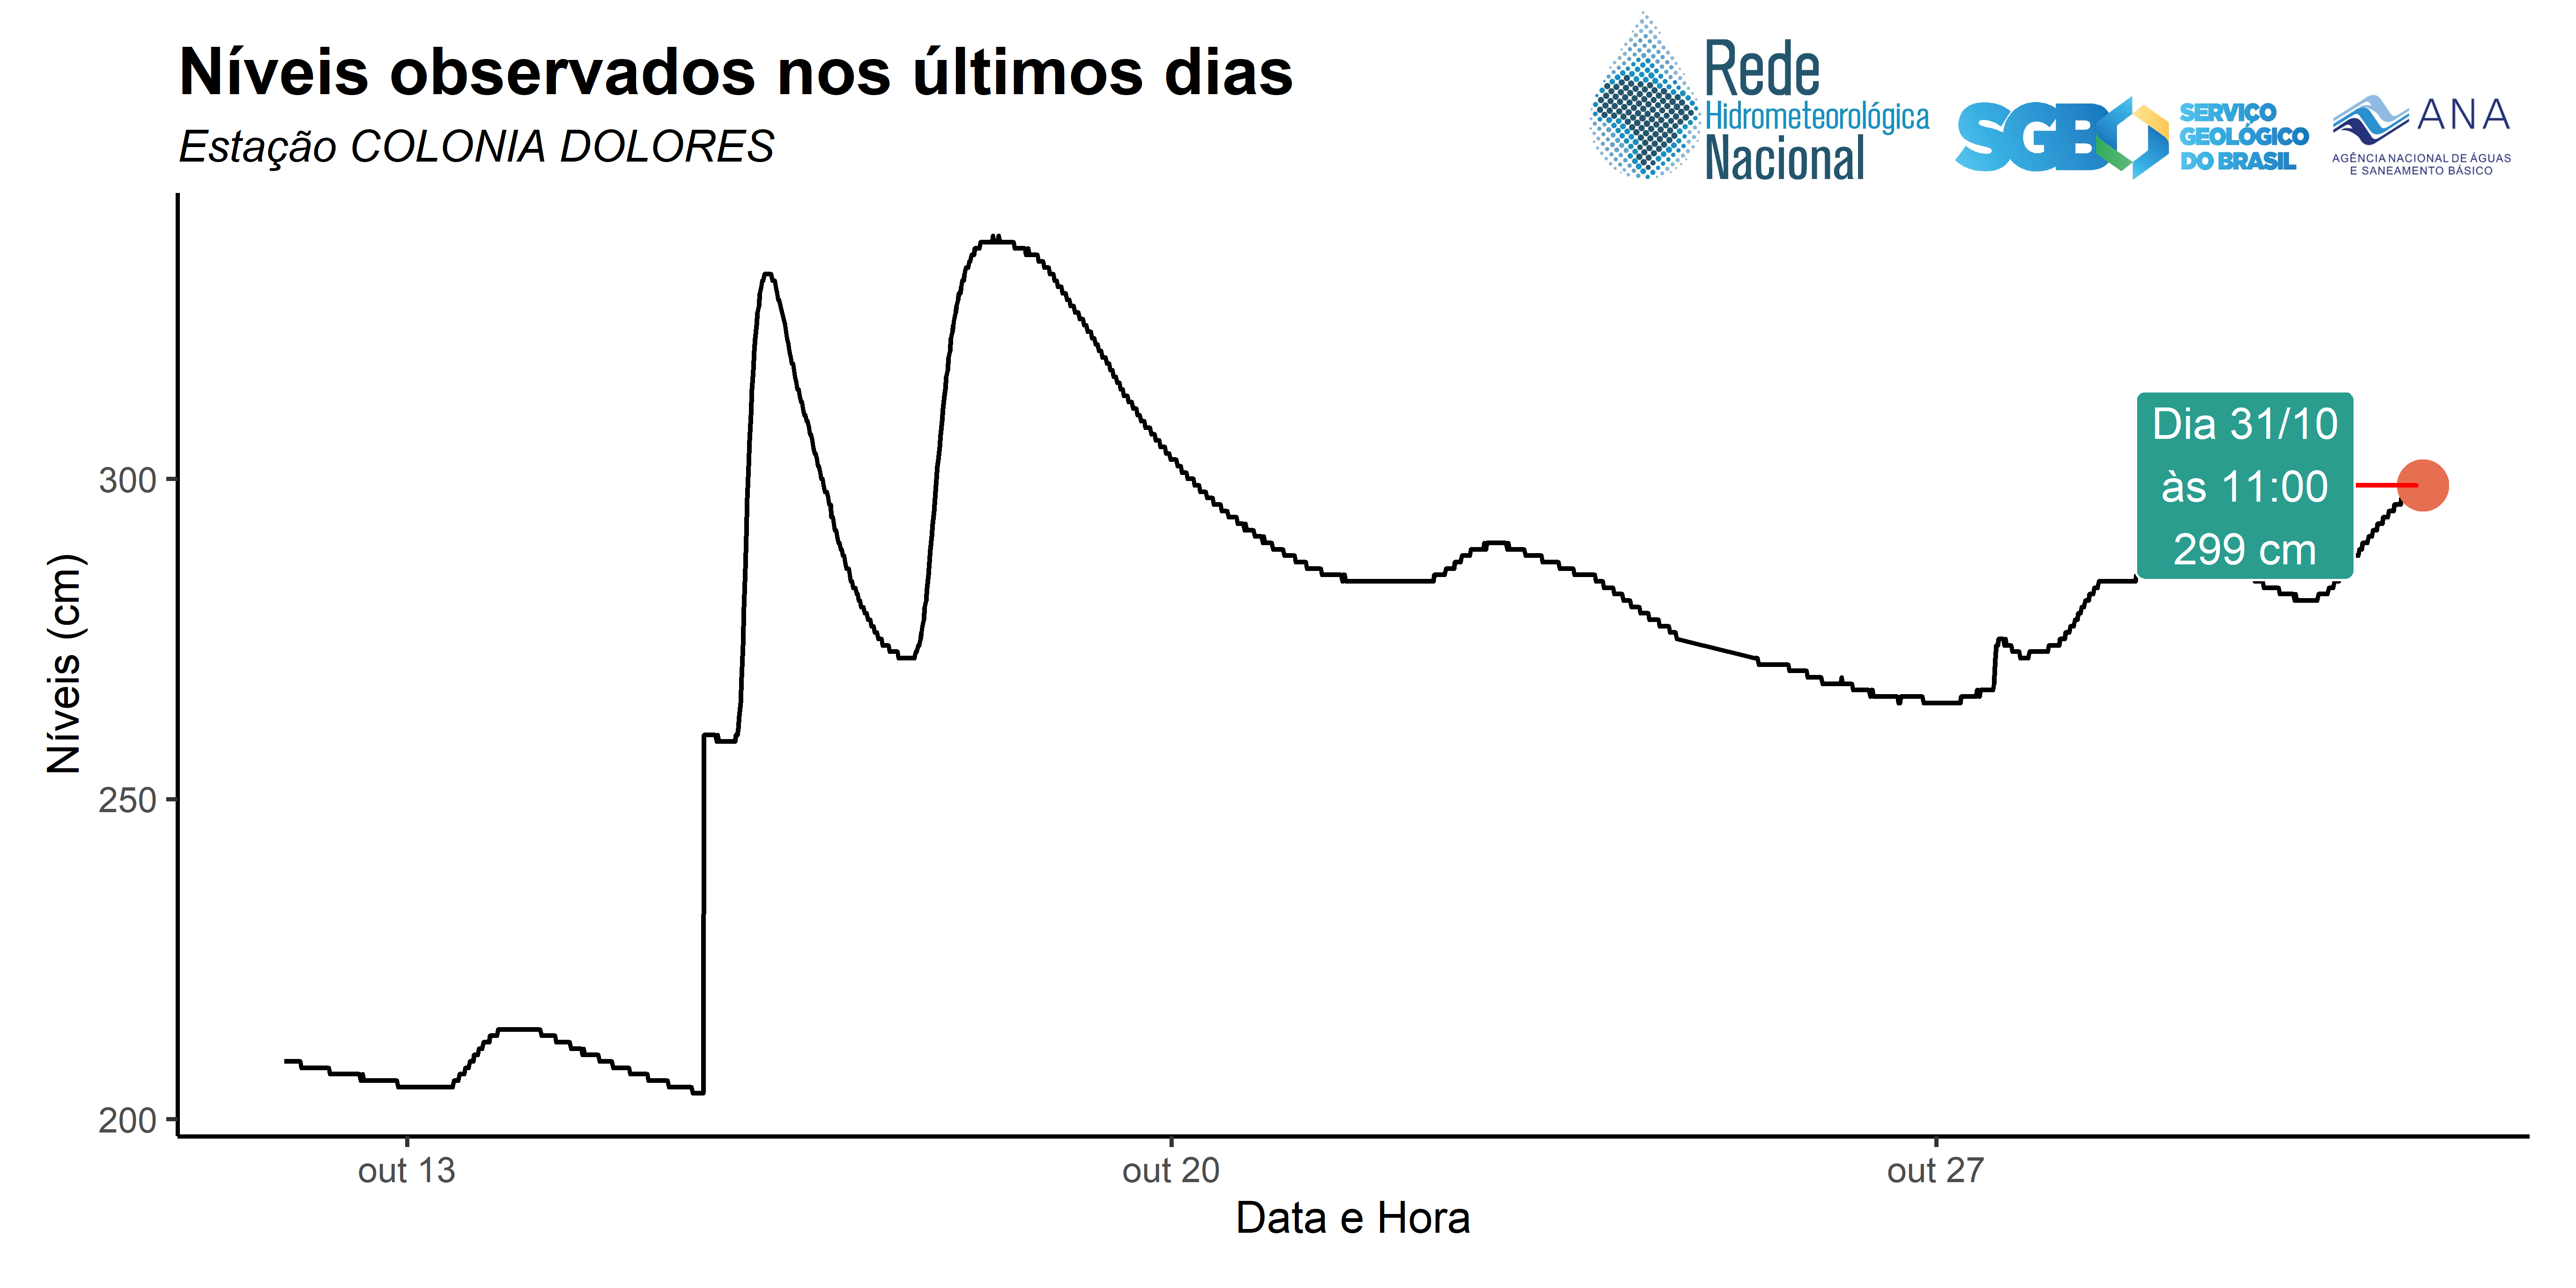 Níveis observados nos últimos dias
Estação COLONIA DOLORES
Rede
Hidrometeorológica
Nacional
SGB
SERVIÇO
GEOLÓGICO
DO BRASIL
ANA
AGÊNCIA NACIONAL DE ÁGUAS
E SANEAMENTO BÁSICO
Níveis (cm)
300
250
200
Dia 31/10
às 11:00
299 cm
out 13
out 20
out 27
Data e Hora